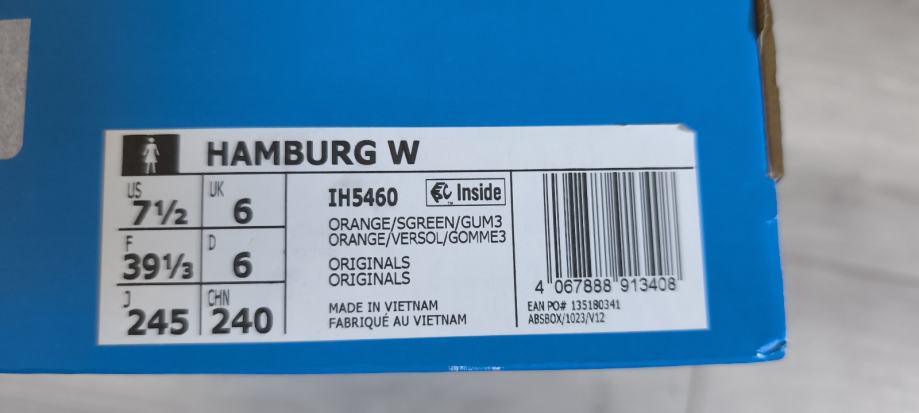 HAMBURG W
US
7½
UK
6
F
39⅓
D
6
J
245
CHN
240
IH5460
Inside
ORANGE/SGREEN/GUM3
ORANGE/VERSOL/GOMME3
ORIGINALS
ORIGINALS
MADE IN VIETNAM
FABRIQUÉ AU VIETNAM
4 067888 913408
EAN PO# 135180341
ABSBOX/1023/V12